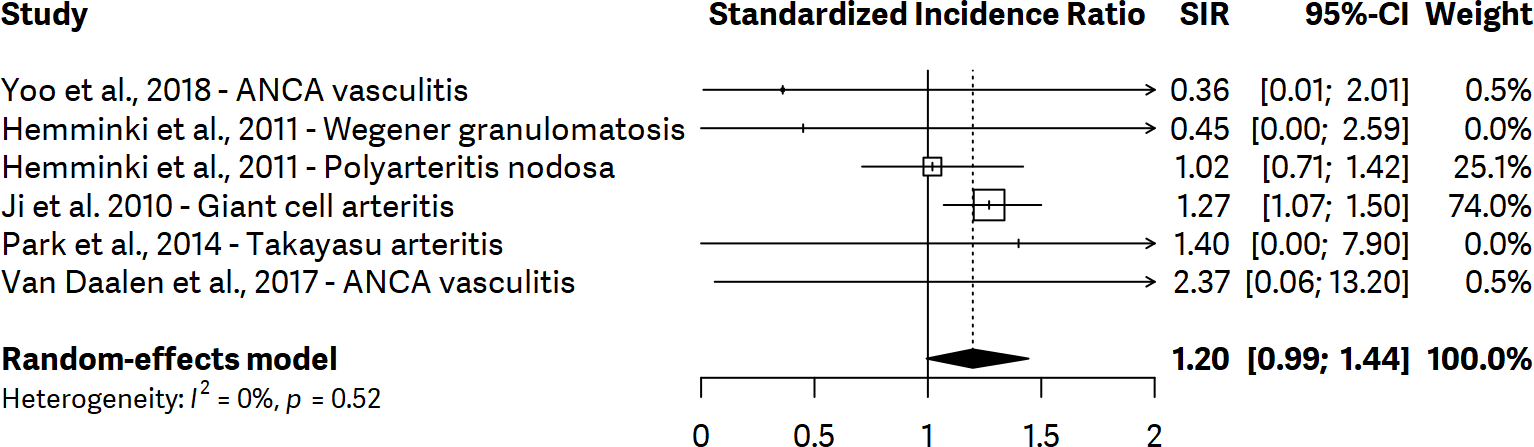 Study Standardized Incidence Ratio SIR 95%-CI Weight
Yoo et al., 2018 - ANCA vasculitis 0.36 [0.01; 2.01] 0.5%
Hemminki et al., 2011 - Wegener granulomatosis 0.45 [0.00; 2.59] 0.0%
Hemminki et al., 2011 - Polyarteritis nodosa 1.02 [0.71; 1.42] 25.1%
Ji et al. 2010 - Giant cell arteritis 1.27 [1.07; 1.50] 74.0%
Park et al., 2014 - Takayasu arteritis 1.40 [0.00; 7.90] 0.0%
Van Daalen et al., 2017 - ANCA vasculitis 2.37 [0.06; 13.20] 0.5%
Random-effects model 1.20 [0.99; 1.44] 100.0%
Heterogeneity: I² = 0%, p = 0.52
0 0.5 1 1.5 2